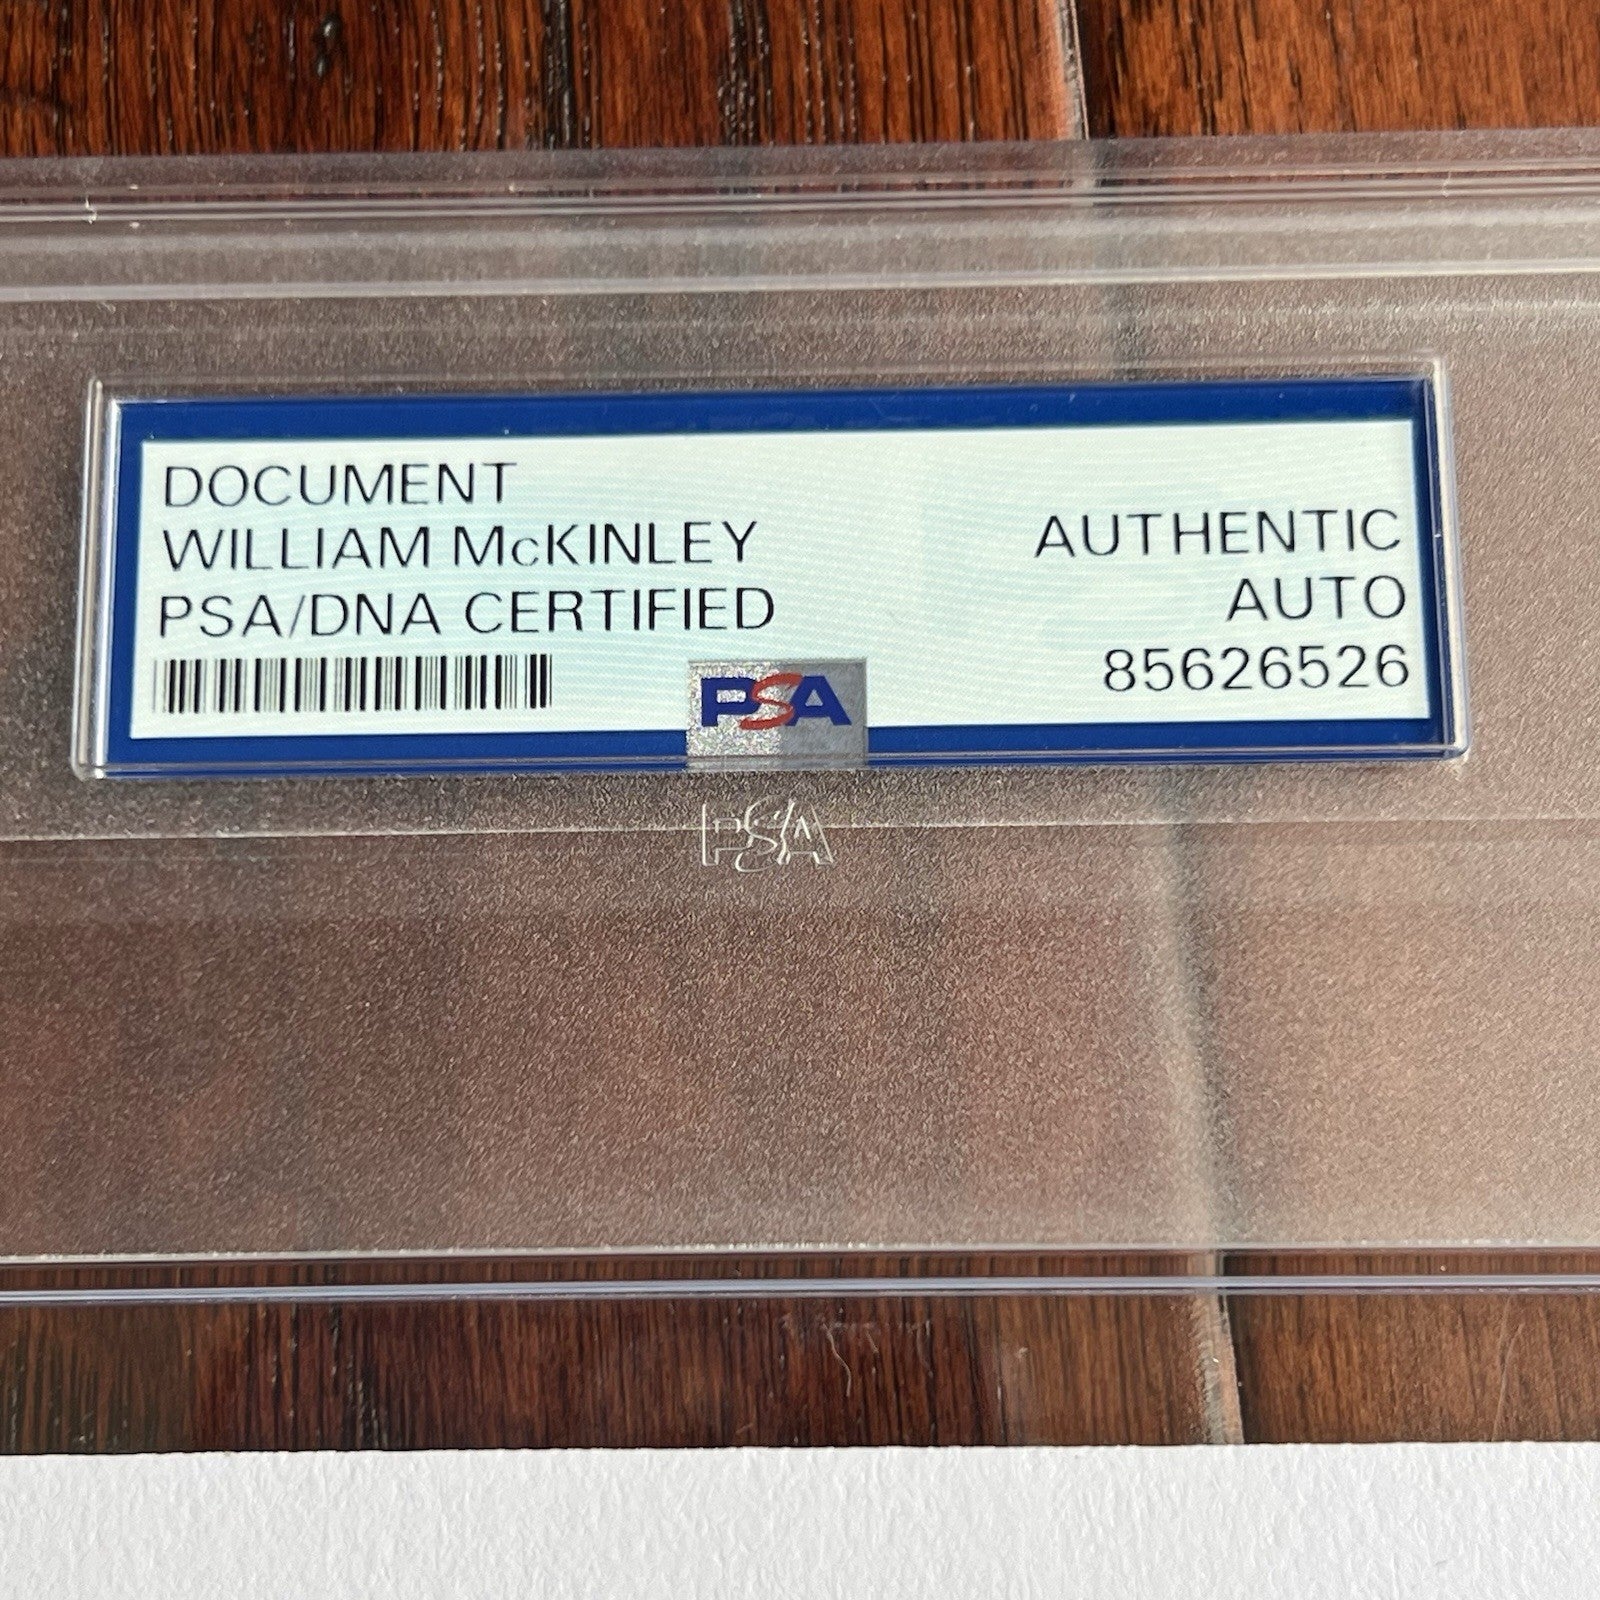 DOCUMENT
WILLIAM McKINLEY
PSA/DNA CERTIFIED
AUTHENTIC
AUTO
85626526
PSA
PSA